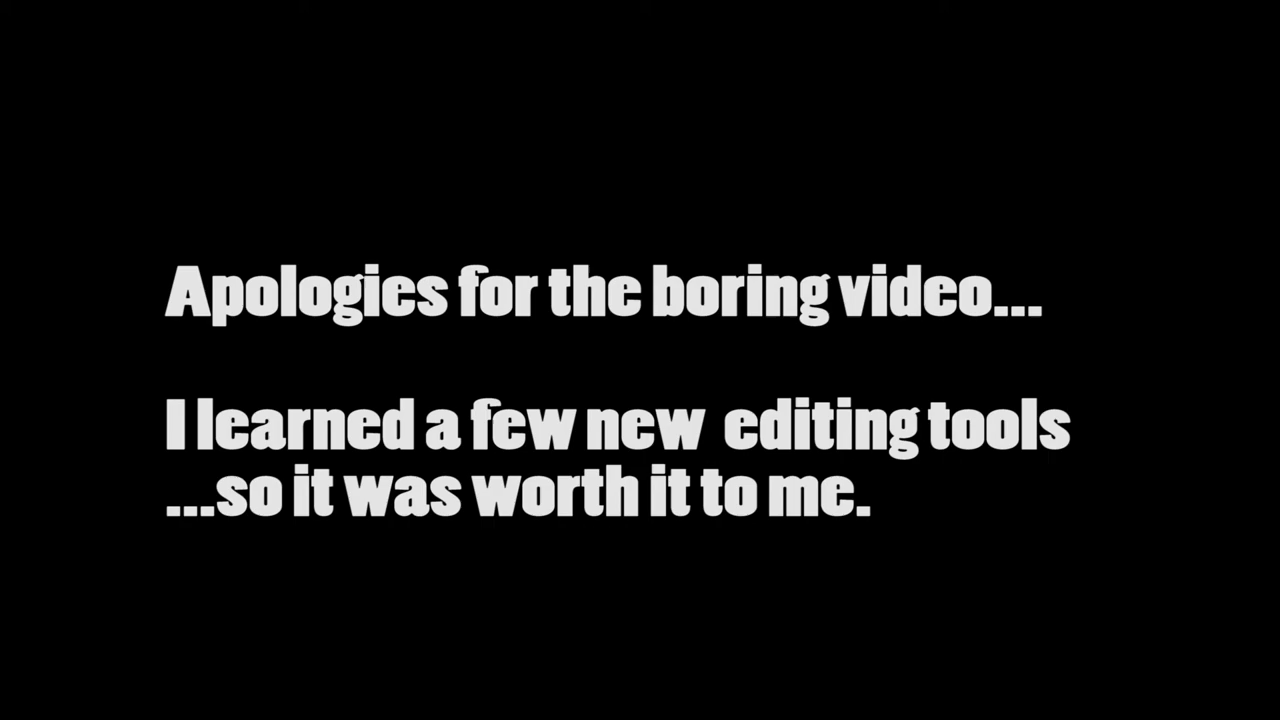 Apologies for the boring video...
I learned a few new  editing tools
...so it was worth it to me.